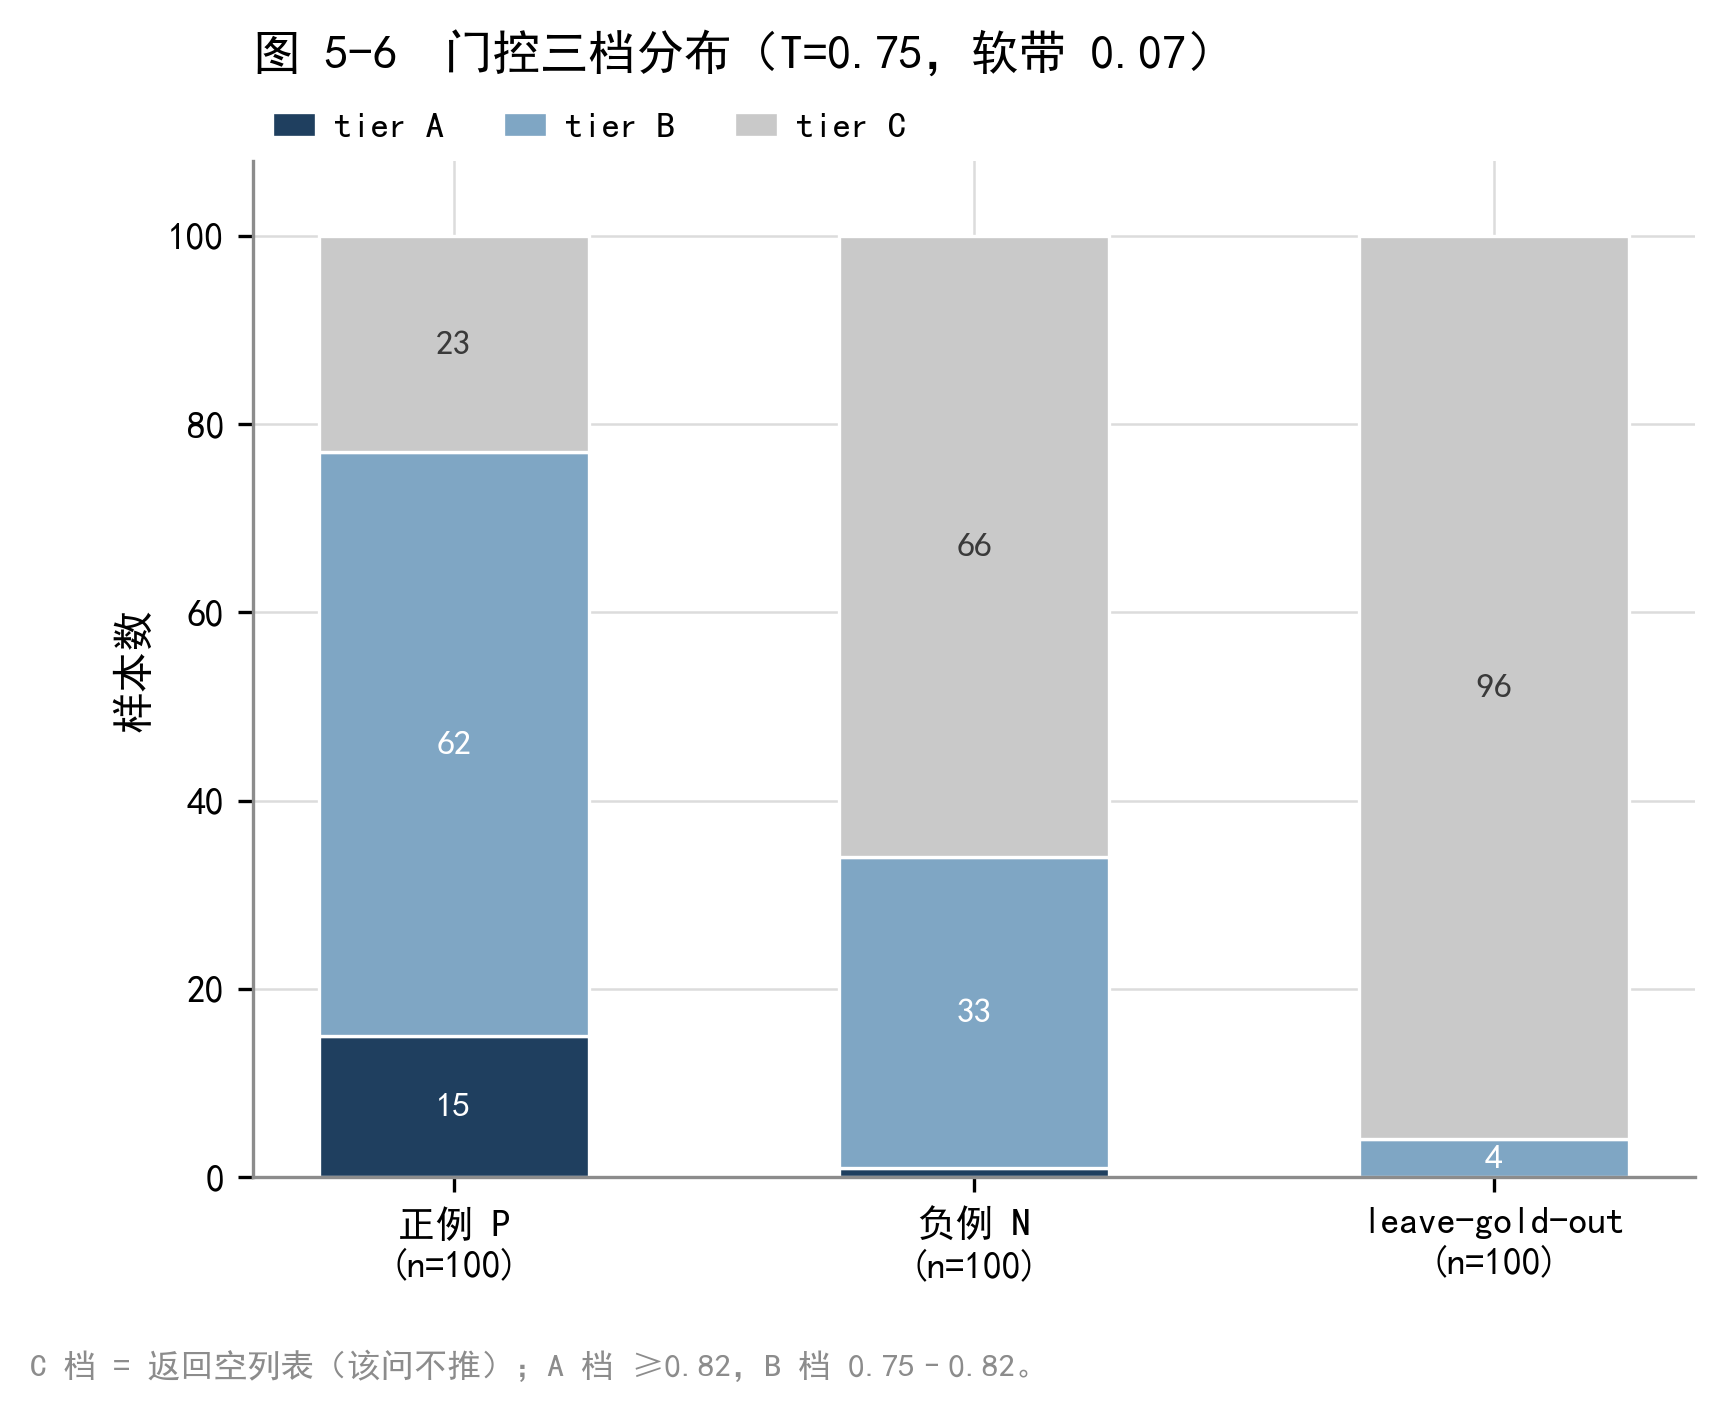 图 5-6  门控三档分布（T=0.75，软带 0.07）
tier A  tier B  tier C
样本数
100
80
60
40
20
0
23
62
15
66
33
96
4
正例 P
(n=100)
负例 N
(n=100)
leave-gold-out
(n=100)
C 档 = 返回空列表（该问不推）；A 档 ≥0.82，B 档 0.75–0.82。